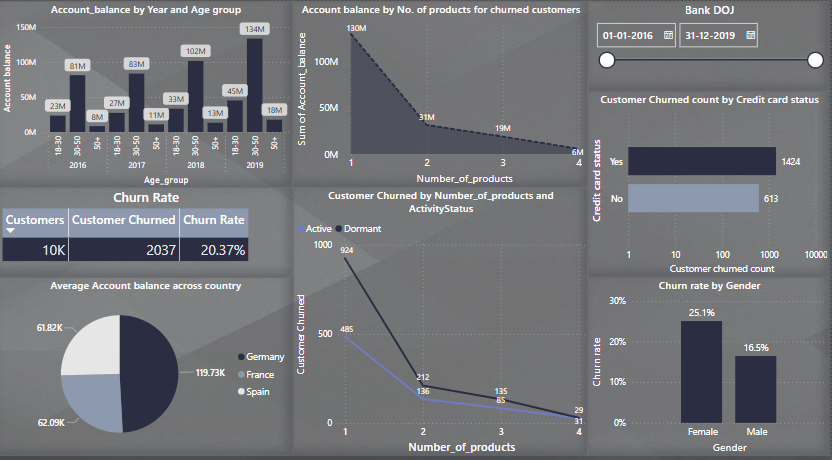 Account_balance by Year and Age group
Account balance
150M
100M
50M
0M
23M
81M
8M
27M
83M
11M
33M
102M
13M
45M
134M
18M
18-30
30-50
50+
18-30
30-50
50+
18-30
30-50
50+
18-30
30-50
50+
2016
2017
2018
2019
Age_group
Account balance by No. of products for churned customers
Sum of Account_balance
100M
50M
0M
130M
31M
19M
6M
1
2
3
4
Number_of_products
Bank DOJ
01-01-2016
31-12-2019
Customer Churned count by Credit card status
Credit card status
Yes
1424
No
613
1
10
100
1000
10000
Customer churned count
Churn Rate
Customers Customer Churned Churn Rate
10K 2037 20.37%
Customer Churned by Number_of_products and
ActivityStatus
Active Dormant
Customer Churned
1000
500
0
924
485
212
136
135
85
29
31
1
2
3
4
Number_of_products
Average Account balance across country
61.82K
119.73K
62.09K
Germany
France
Spain
Churn rate by Gender
Churn rate
30%
20%
10%
0%
25.1%
16.5%
Female
Male
Gender